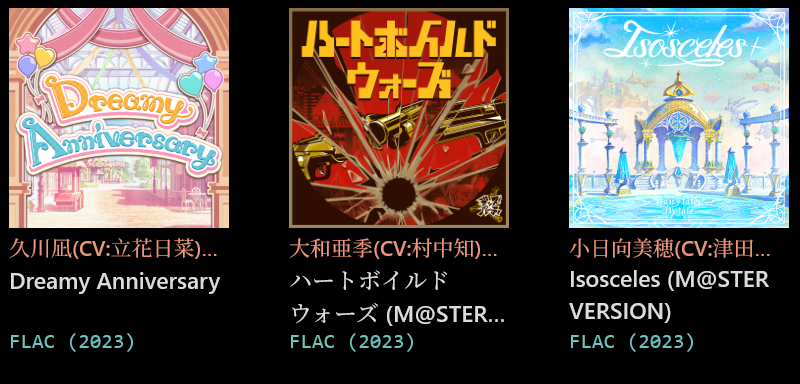 Dreamy
Anniversary
ハートボイルド
ウォーズ
Isosceles
久川凪(CV:立花日菜)...
大和亜季(CV:村中知)...
小日向美穂(CV:津田...
Dreamy Anniversary
ハートボイルド
ウォーズ (M@STER...
Isosceles (M@STER
VERSION)
FLAC (2023)
FLAC (2023)
FLAC (2023)